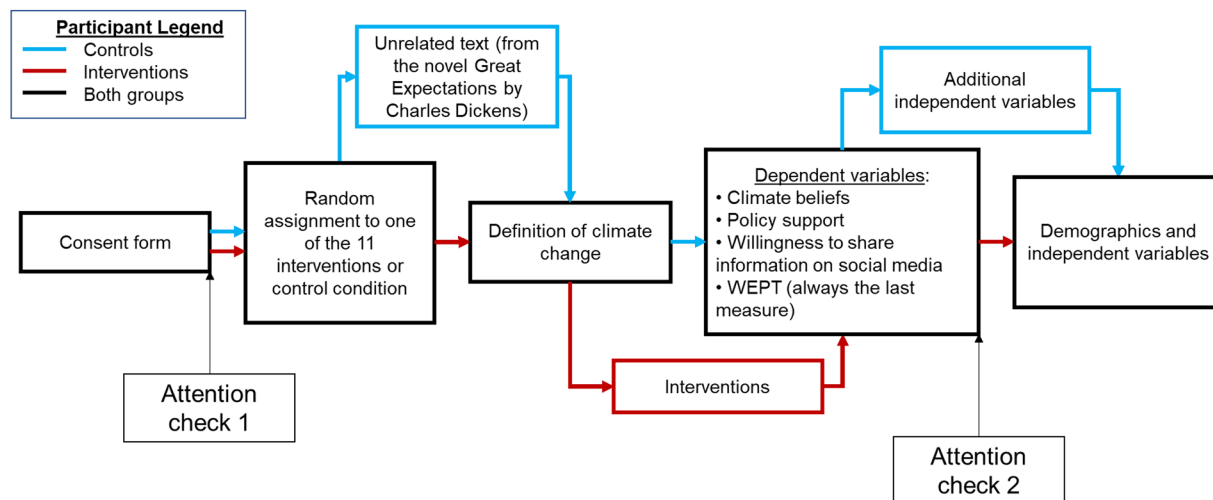 Participant Legend
Controls
Interventions
Both groups
Unrelated text (from
the novel Great
Expectations by
Charles Dickens)
Additional
independent variables
Consent form
Random
assignment to one
of the 11
interventions or
control condition
Definition of climate
change
Dependent variables:
• Climate beliefs
• Policy support
• Willingness to share
information on social media
• WEPT (always the last
measure)
Demographics and
independent variables
Interventions
Attention
check 1
Attention
check 2